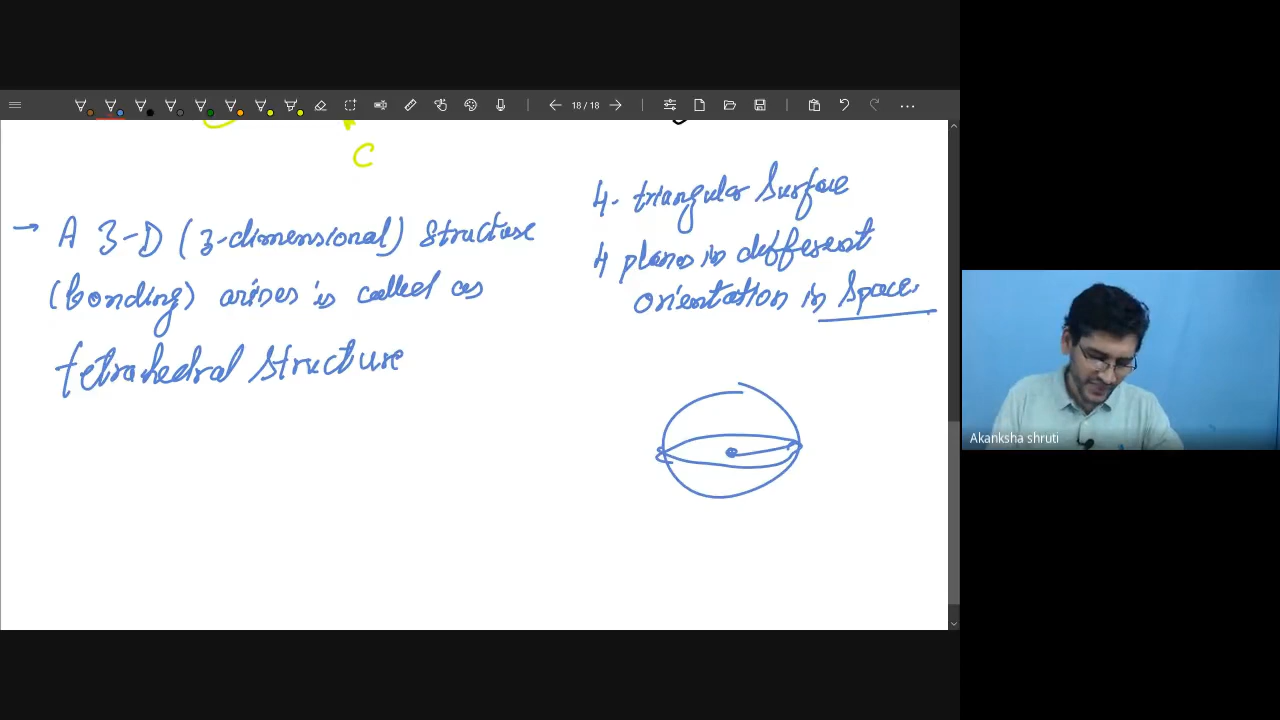 18 / 18
C
→ A 3-D (3-dimensional) structure
(bonding) arises is called as
tetrahedral structure
4. triangular surface
4 planes in different
orientation in space.
Akanksha shruti